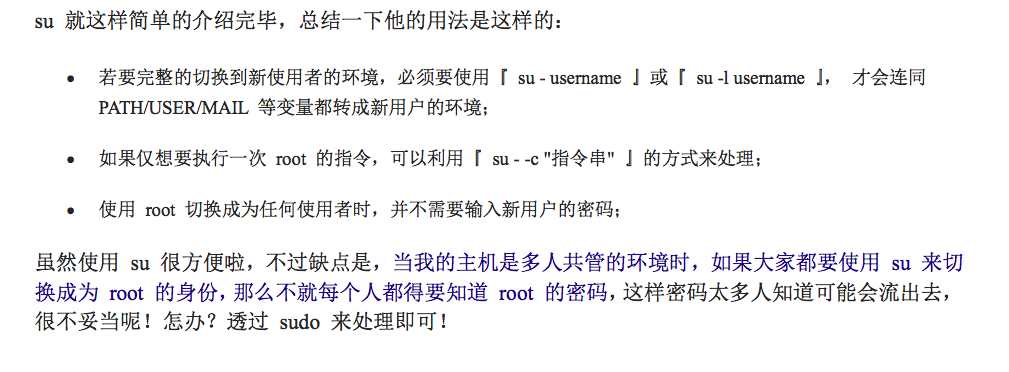 su 就这样简单的介绍完毕，总结一下他的用法是这样的：
• 若要完整的切换到新使用者的环境，必须要使用『 su - username 』或『 su -l username 』， 才会连同
PATH/USER/MAIL 等变量都转成新用户的环境；
• 如果仅想要执行一次 root 的指令，可以利用『 su - -c "指令串" 』的方式来处理；
• 使用 root 切换成为任何使用者时，并不需要输入新用户的密码；
虽然使用 su 很方便啦，不过缺点是，当我的主机是多人共管的环境时，如果大家都要使用 su 来切
换成为 root 的身份，那么不就每个人都得要知道 root 的密码，这样密码太多人知道可能会流出去，
很不妥当呢！怎办？透过 sudo 来处理即可！